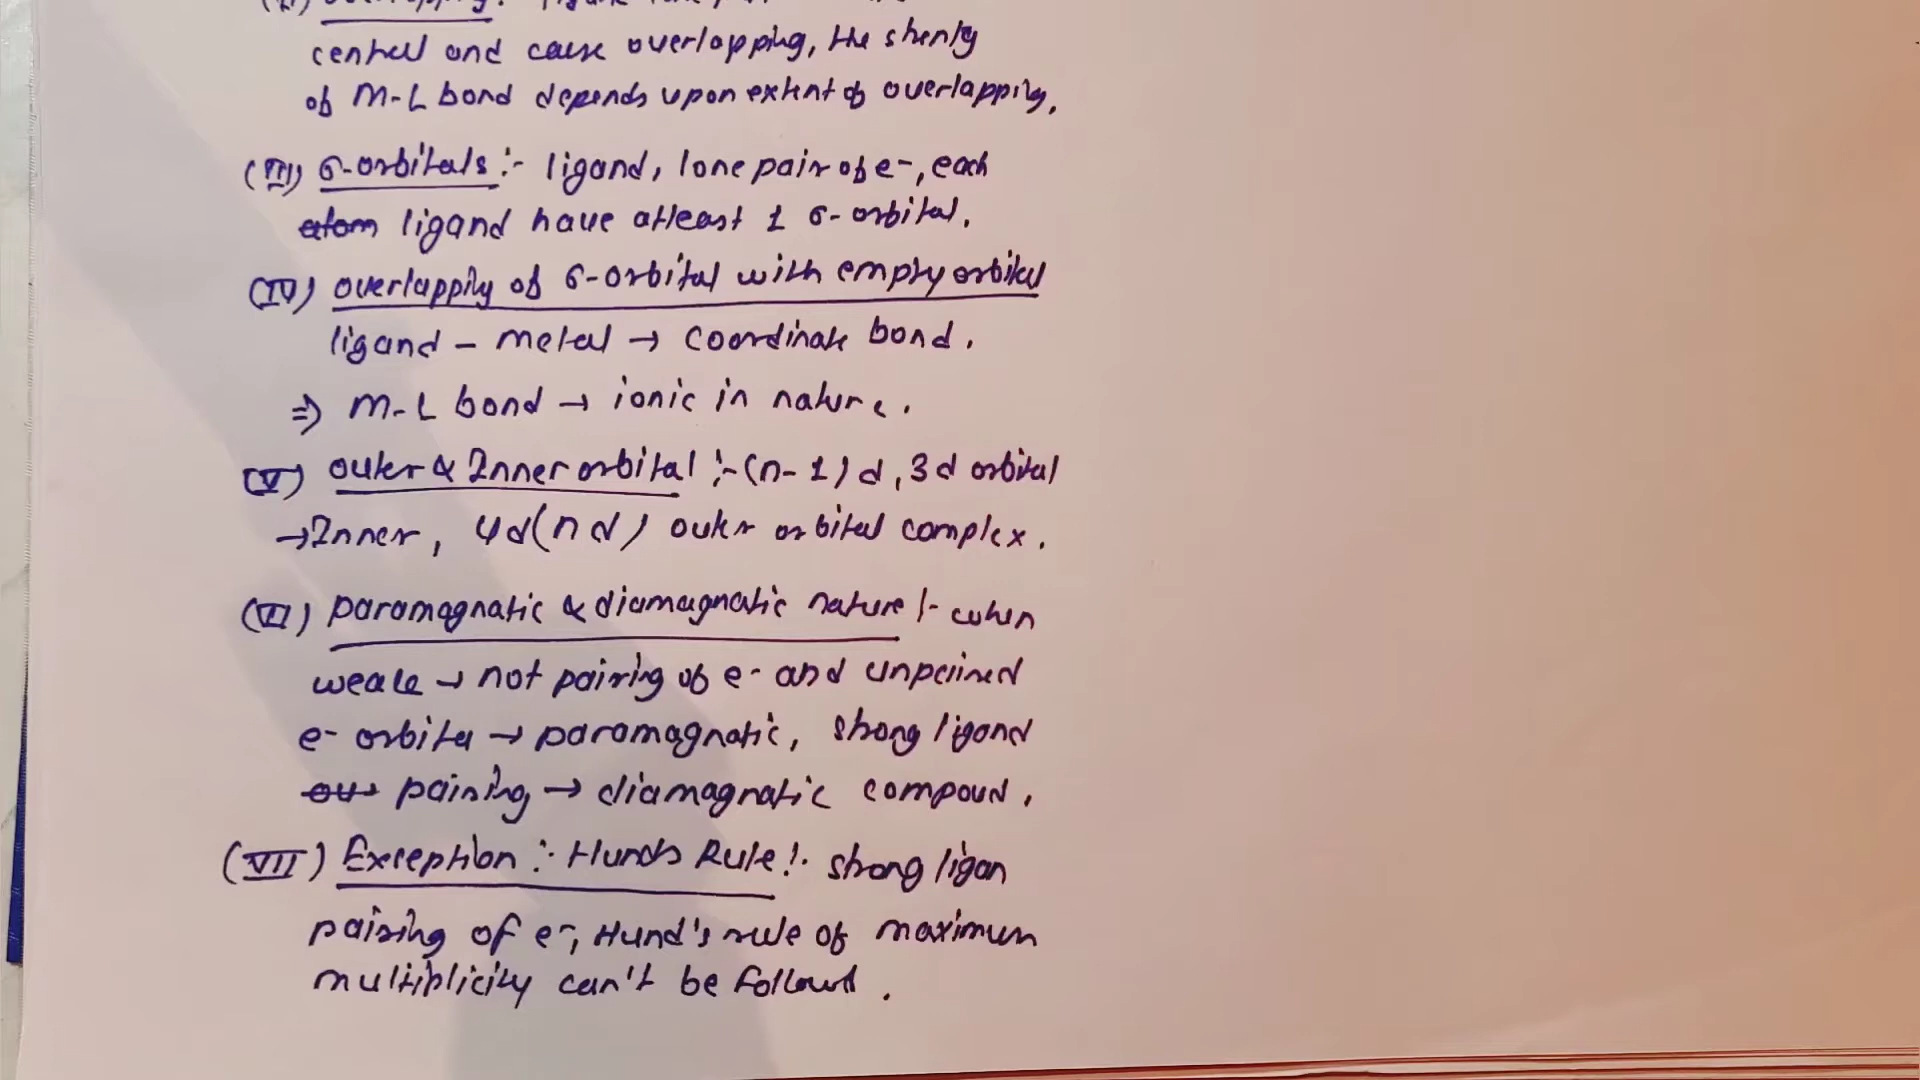 (II) overlapping:
central and cause overlapping, the strenty
of M-L bond depends upon extent of overlapping,
(III) σ-orbitals :- ligand, lone pair of e-, each
atom ligand have atleast 1 σ-orbital.
(IV) overlapping of σ-orbital with empty orbital
ligand - metal → coordinate bond.
⇒ M-L bond → ionic in nature.
(V) outer & Inner orbital :- (n-1)d, 3d orbital
→ Inner, 4d(nd) outer orbital complex.
(VI) paramagnatic & diamagnatic nature :- when
weak → not pairing of e- and unpaired
e- orbital → paramagnatic, strong ligand
pairing → diamagnatic compound.
(VII) Exception :- Hunds Rule :- strong ligan
pairing of e-, Hund's rule of maximum
multiplicity can't be followd.